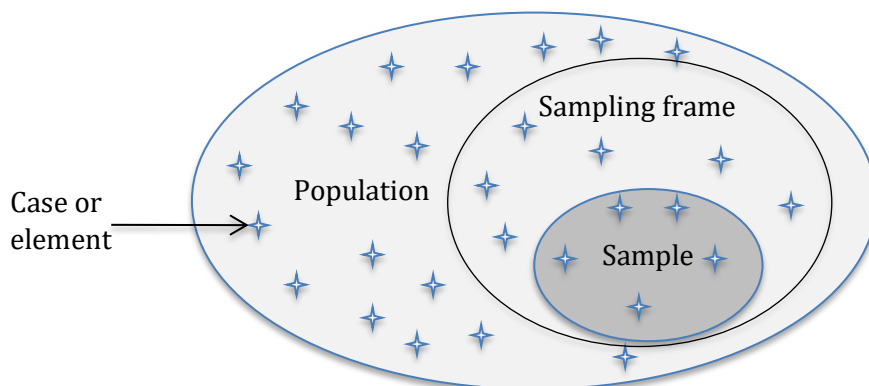 Sampling frame
Population
Case or
element
Sample